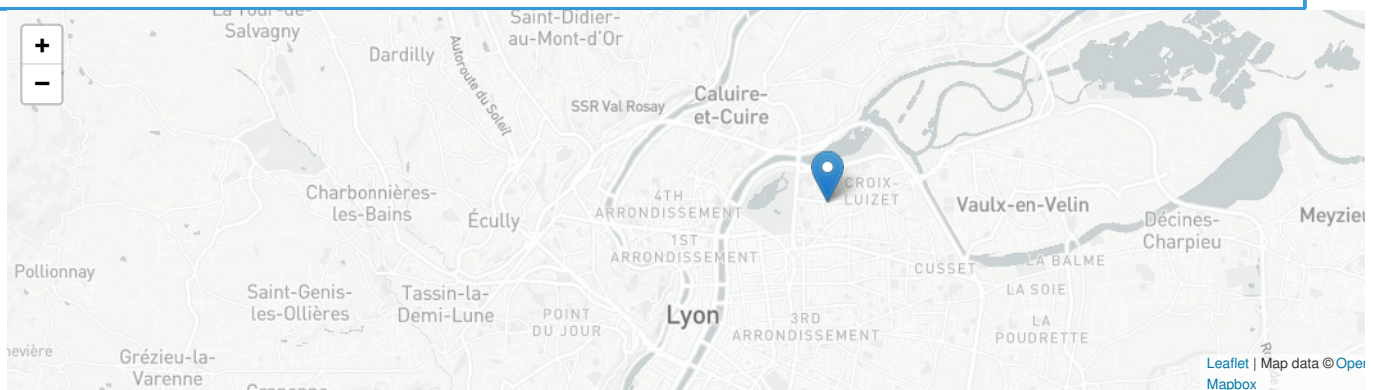 +
−
Salvagny
Saint-Didier-
au-Mont-d'Or
Dardilly
Autoroute du Soleil
SSR Val Rosay
Caluire-
et-Cuire
Charbonnières-
les-Bains
Écully
4TH
ARRONDISSEMENT
1ST
ARRONDISSEMENT
CROIX-
LUIZET
Vaulx-en-Velin
Décines-
Charpieu
Meyzieu
Pollionnay
CUSSET
LA BALME
LA SOIE
Saint-Genis-
les-Ollières
Tassin-la-
Demi-Lune
POINT
DU JOUR
Lyon
3RD
ARRONDISSEMENT
LA
POUDRETTE
Grézieu-la-
Varenne
Leaflet | Map data © Open
Mapbox